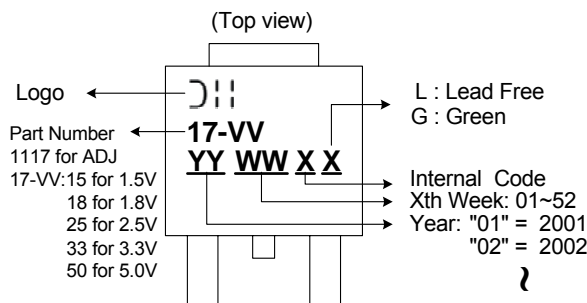 (Top view)
Logo
17-VV
YY WW X X
Part Number
1117 for ADJ
17-VV:15 for 1.5V
18 for 1.8V
25 for 2.5V
33 for 3.3V
50 for 5.0V
L : Lead Free
G : Green
Internal Code
Xth Week: 01~52
Year: "01" = 2001
"02" = 2002
~